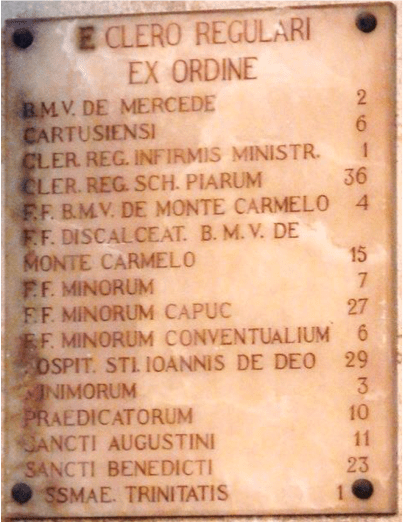 E CLERO REGULARI
EX ORDINE
B.M.V. DE MERCEDE 2
CARTUSIENSI 6
CLER. REG. INFIRMIS MINISTR. 1
CLER. REG. SCH. PIARUM 36
F.F. B.M.V. DE MONTE CARMELO 4
F.F. DISCALCEAT. B.M.V. DE
MONTE CARMELO 15
F.F. MINORUM 7
F.F. MINORUM CAPUC 27
F.F. MINORUM CONVENTUALIUM 6
HOSPIT. STI. IOANNIS DE DEO 29
MINIMORUM 3
PRAEDICATORUM 10
SANCTI AUGUSTINI 11
SANCTI BENEDICTI 23
SSMAE. TRINITATIS 1